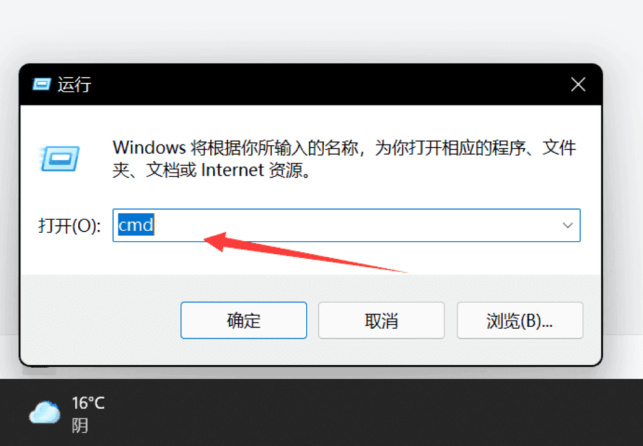 运行
Windows 将根据你所输入的名称，为你打开相应的程序、文件
夹、文档或 Internet 资源。
打开(O): cmd
确定 取消 浏览(B)...
16°C
阴